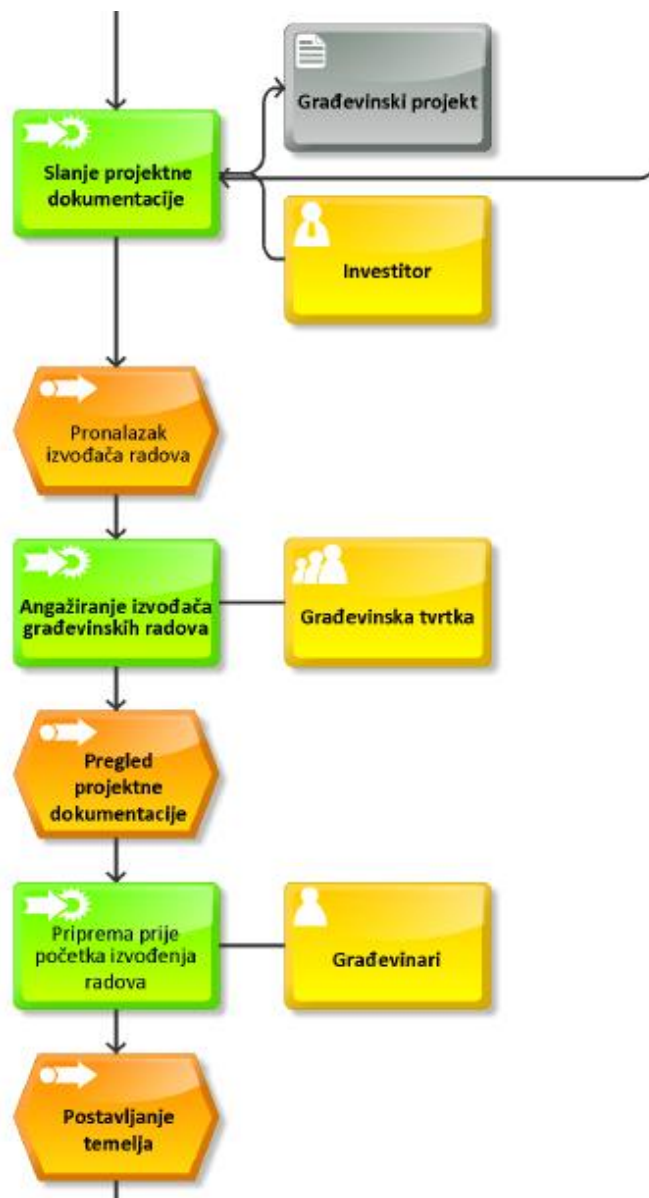 Građevinski projekt
Slanje projektne
dokumentacije
Investitor
Pronalazak
izvođača radova
Angažiranje izvođača
građevinskih radova
Građevinska tvrtka
Pregled
projektne
dokumentacije
Priprema prije
početka izvođenja
radova
Građevinari
Postavljanje
temelja